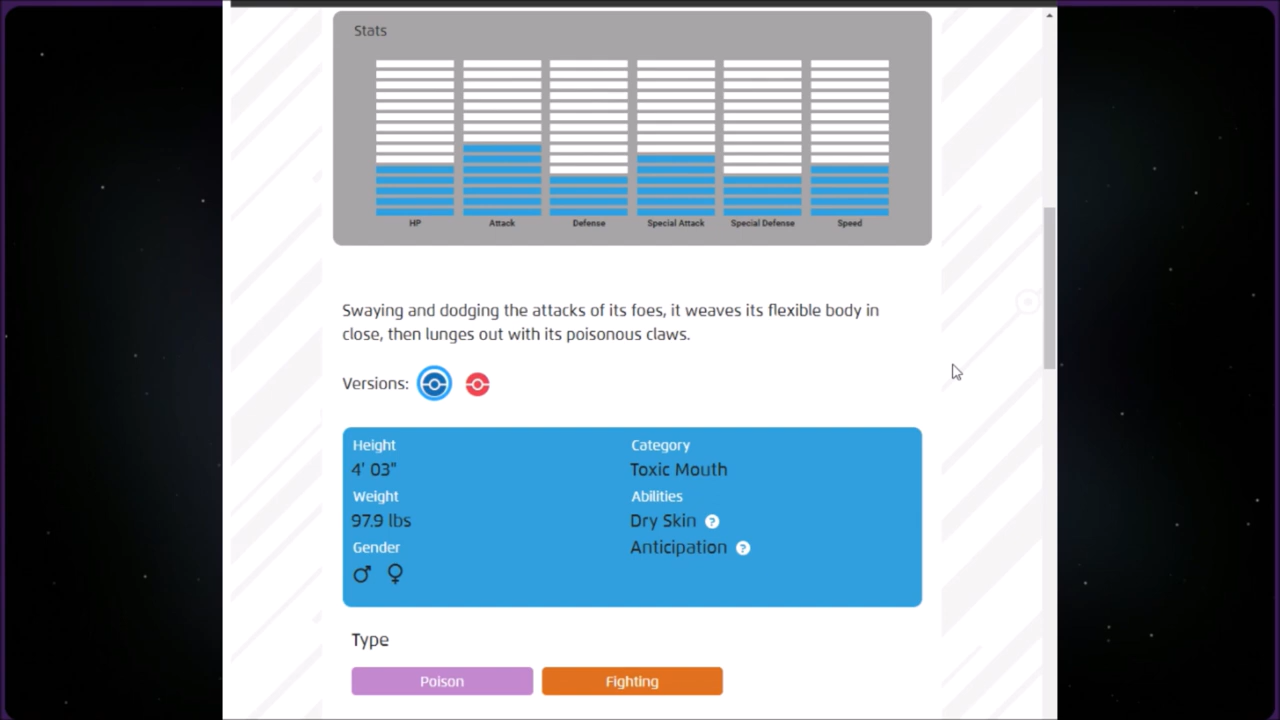 Stats
HP Attack Defense Special Attack Special Defense Speed
Swaying and dodging the attacks of its foes, it weaves its flexible body in
close, then lunges out with its poisonous claws.
Versions:
Height
4' 03"
Weight
97.9 lbs
Gender
Category
Toxic Mouth
Abilities
Dry Skin ?
Anticipation ?
Type
Poison Fighting